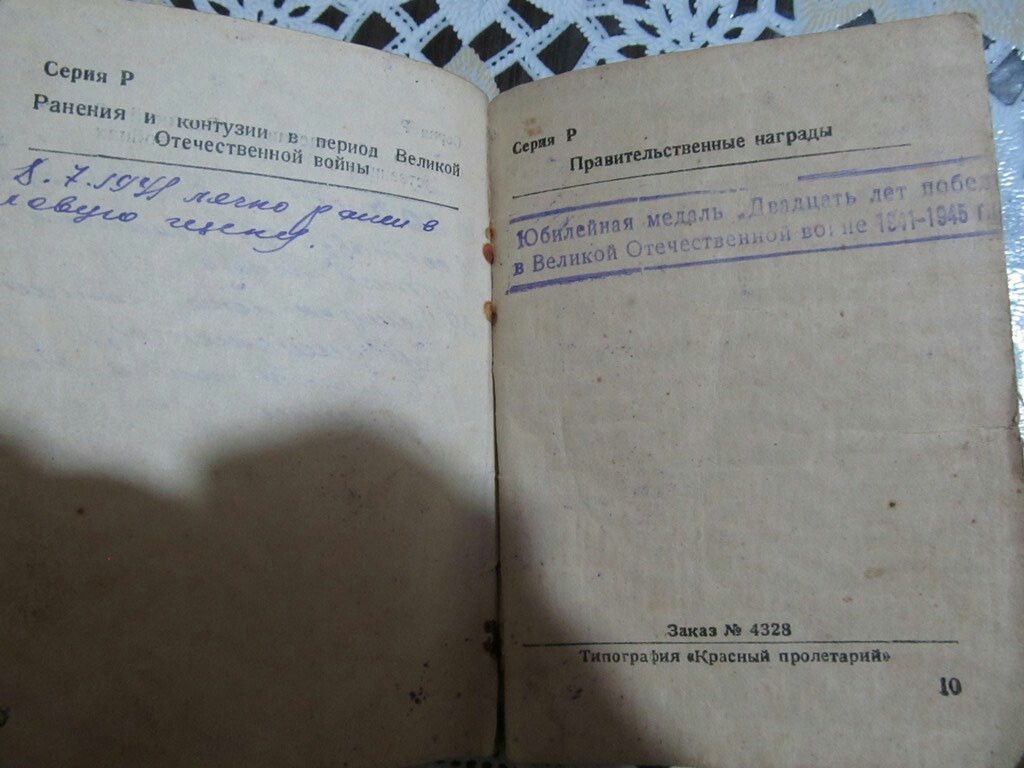 Серия Р
Ранения и контузии в период Великой
Отечественной войны
8.7.1941 легко ранен в
левую щеку.
Серия Р
Правительственные награды
Юбилейная медаль „Двадцать лет побед
в Великой Отечественной войне 1941-1945 г.
Заказ № 4328
Типография «Красный пролетарий»
10